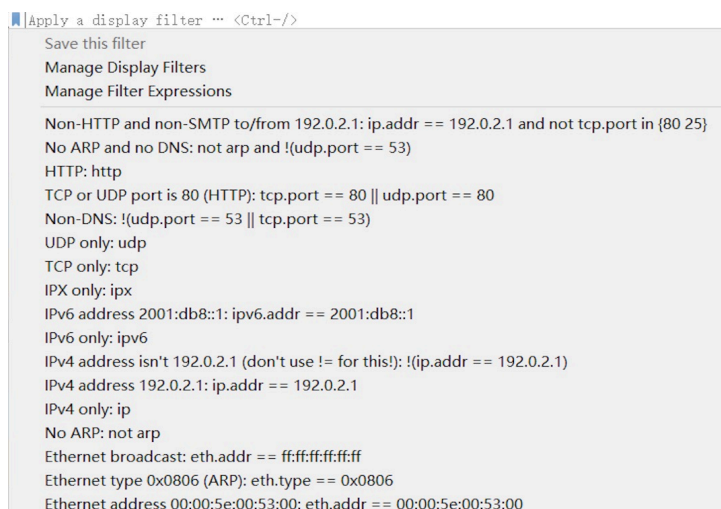 Apply a display filter … <Ctrl-/>
Save this filter
Manage Display Filters
Manage Filter Expressions
Non-HTTP and non-SMTP to/from 192.0.2.1: ip.addr == 192.0.2.1 and not tcp.port in {80 25}
No ARP and no DNS: not arp and !(udp.port == 53)
HTTP: http
TCP or UDP port is 80 (HTTP): tcp.port == 80 || udp.port == 80
Non-DNS: !(udp.port == 53 || tcp.port == 53)
UDP only: udp
TCP only: tcp
IPX only: ipx
IPv6 address 2001:db8::1: ipv6.addr == 2001:db8::1
IPv6 only: ipv6
IPv4 address isn't 192.0.2.1 (don't use != for this!): !(ip.addr == 192.0.2.1)
IPv4 address 192.0.2.1: ip.addr == 192.0.2.1
IPv4 only: ip
No ARP: not arp
Ethernet broadcast: eth.addr == ff:ff:ff:ff:ff:ff
Ethernet type 0x0806 (ARP): eth.type == 0x0806
Ethernet address 00:00:5e:00:53:00: eth.addr == 00:00:5e:00:53:00